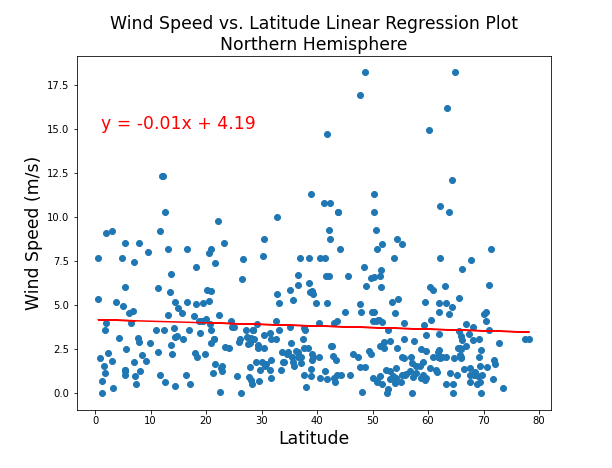 Wind Speed vs. Latitude Linear Regression Plot
Northern Hemisphere
17.5
15.0
12.5
10.0
7.5
5.0
2.5
0.0
Wind Speed (m/s)
y = -0.01x + 4.19
0 10 20 30 40 50 60 70 80
Latitude